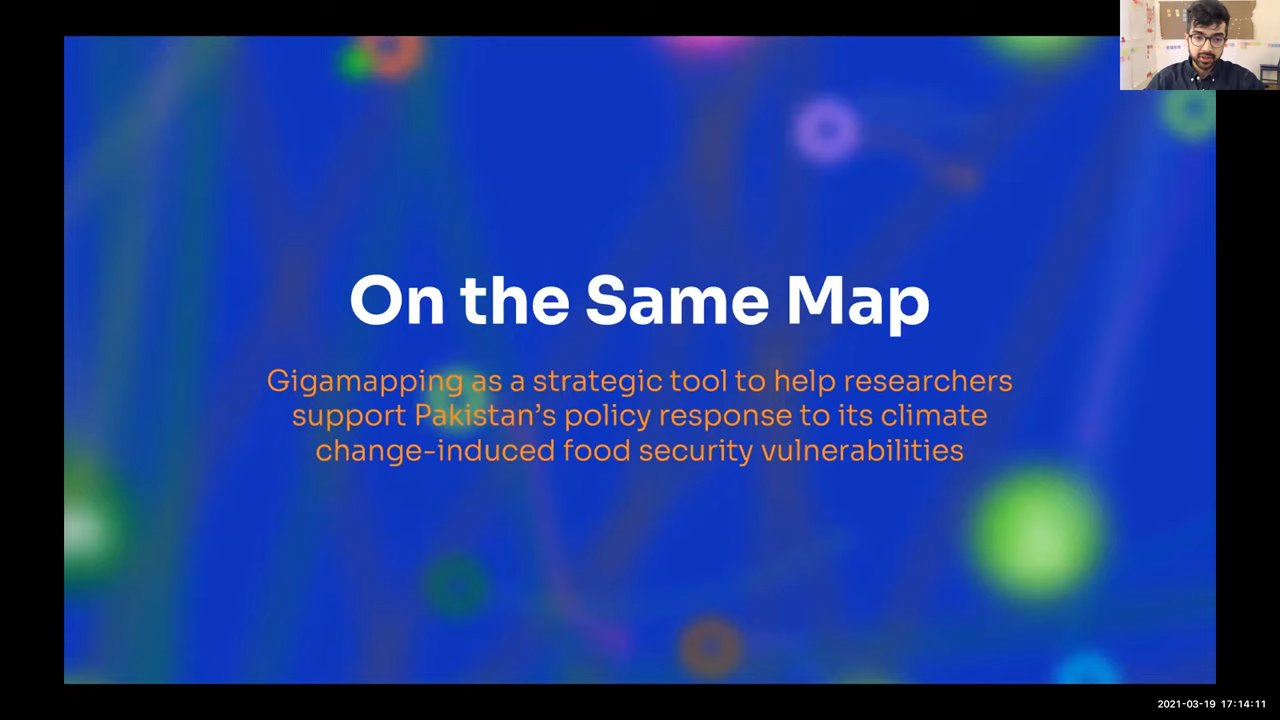 On the Same Map
Gigamapping as a strategic tool to help researchers
support Pakistan's policy response to its climate
change-induced food security vulnerabilities
2021-03-19 17:14:11